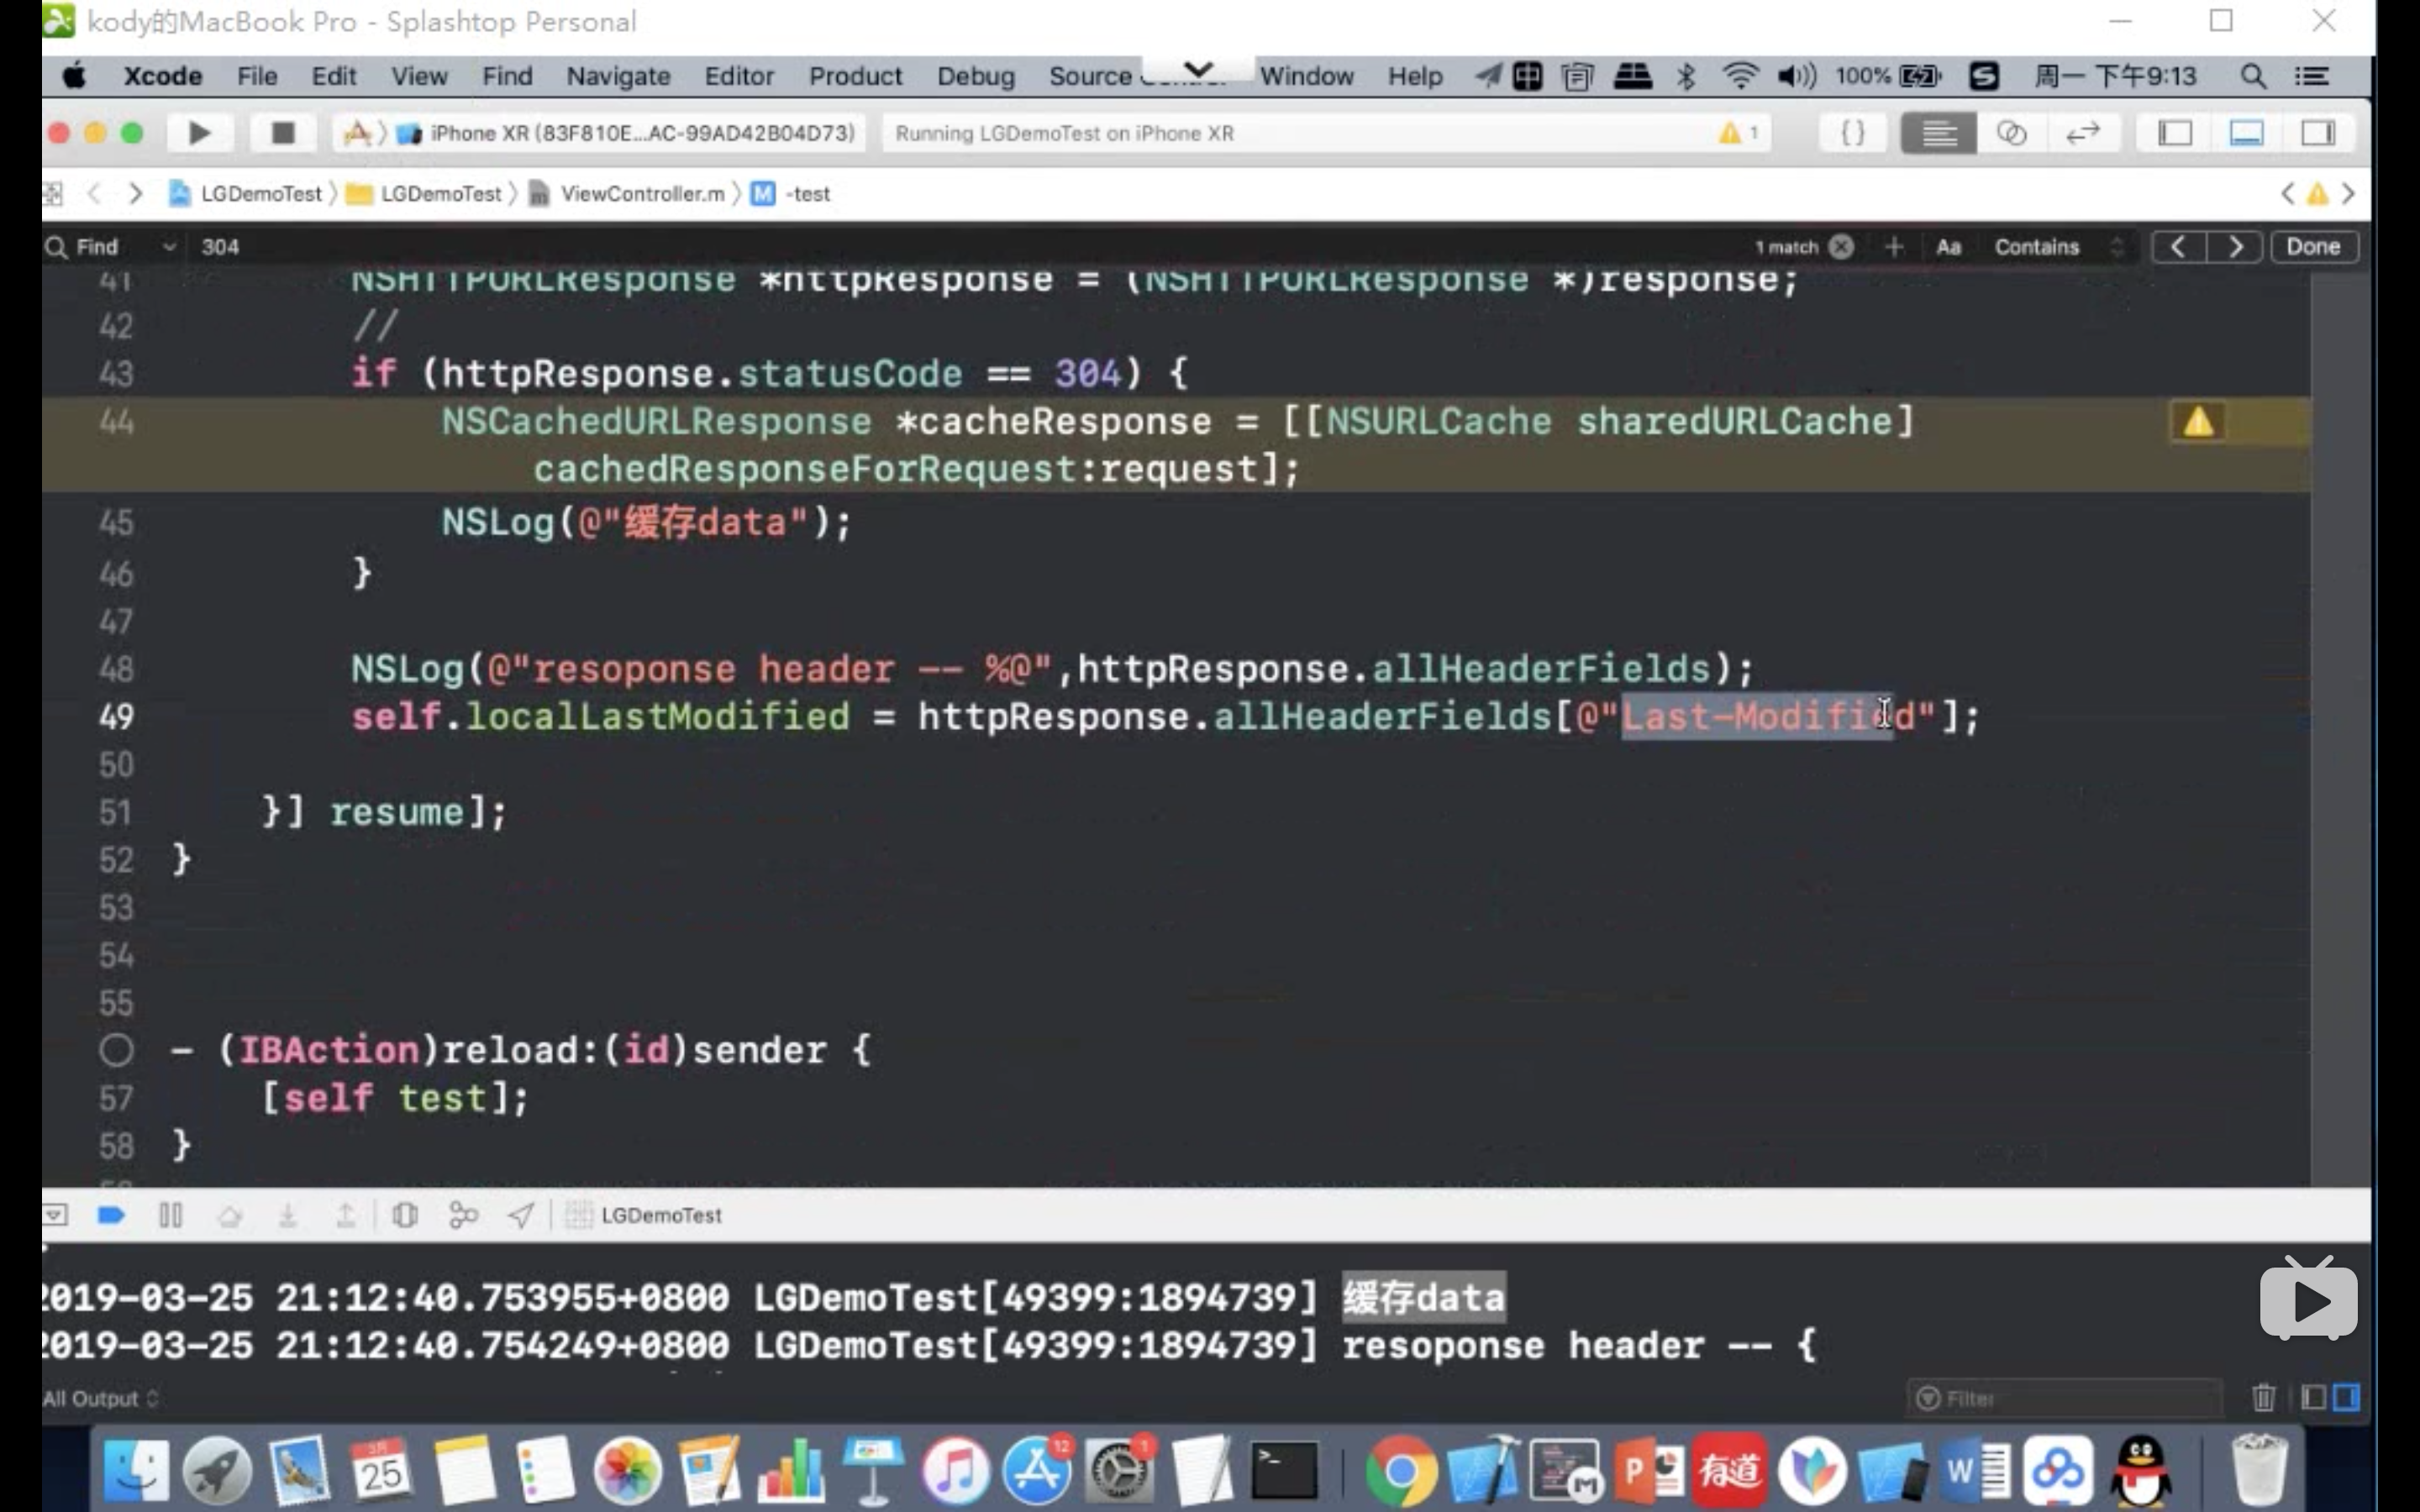 kody的MacBook Pro - Splashtop Personal
Xcode File Edit View Find Navigate Editor Product Debug Source Window Help 100% 周一 下午9:13
iPhone XR (83F810E...AC-99AD42B04D73) Running LGDemoTest on iPhone XR 1
LGDemoTest LGDemoTest ViewController.m M -test
Find 304 1 match Aa Contains Done
41 NSHTTPURLResponse *httpResponse = (NSHTTPURLResponse *)response;
42 //
43 if (httpResponse.statusCode == 304) {
44 NSCachedURLResponse *cacheResponse = [[NSURLCache sharedURLCache]
cachedResponseForRequest:request];
45 NSLog(@"缓存data");
46 }
47
48 NSLog(@"resoponse header -- %@",httpResponse.allHeaderFields);
49 self.localLastModified = httpResponse.allHeaderFields[@"Last-Modified"];
50
51 }] resume];
52 }
53
54
55
- (IBAction)reload:(id)sender {
57 [self test];
58 }
LGDemoTest
2019-03-25 21:12:40.753955+0800 LGDemoTest[49399:1894739] 缓存data
2019-03-25 21:12:40.754249+0800 LGDemoTest[49399:1894739] resoponse header -- {
All Output Filter
3月 25 12 1 >_ M P 有道 W